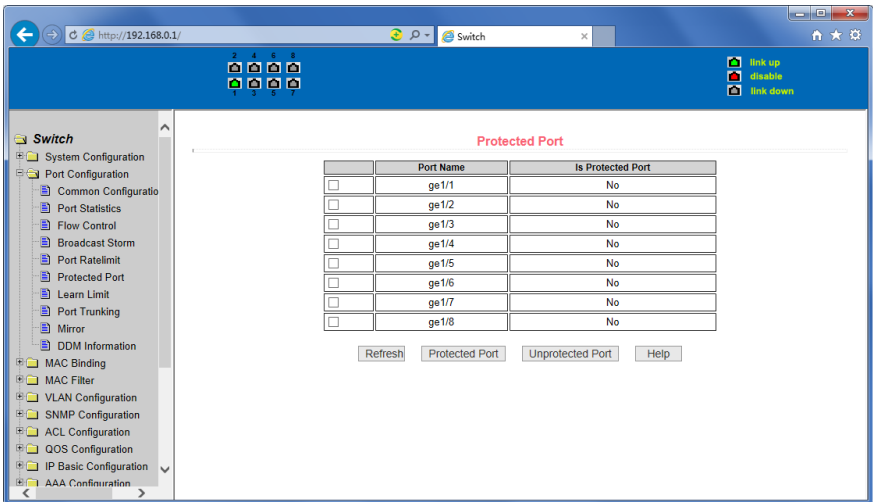 http://192.168.0.1/
Switch
2 4 6 8
1 3 5 7
link up
disable
link down
Switch
System Configuration
Port Configuration
Common Configuratio
Port Statistics
Flow Control
Broadcast Storm
Port Ratelimit
Protected Port
Learn Limit
Port Trunking
Mirror
DDM Information
MAC Binding
MAC Filter
VLAN Configuration
SNMP Configuration
ACL Configuration
QOS Configuration
IP Basic Configuration
AAA Configuration
Protected Port
Port Name Is Protected Port
ge1/1 No
ge1/2 No
ge1/3 No
ge1/4 No
ge1/5 No
ge1/6 No
ge1/7 No
ge1/8 No
Refresh Protected Port Unprotected Port Help